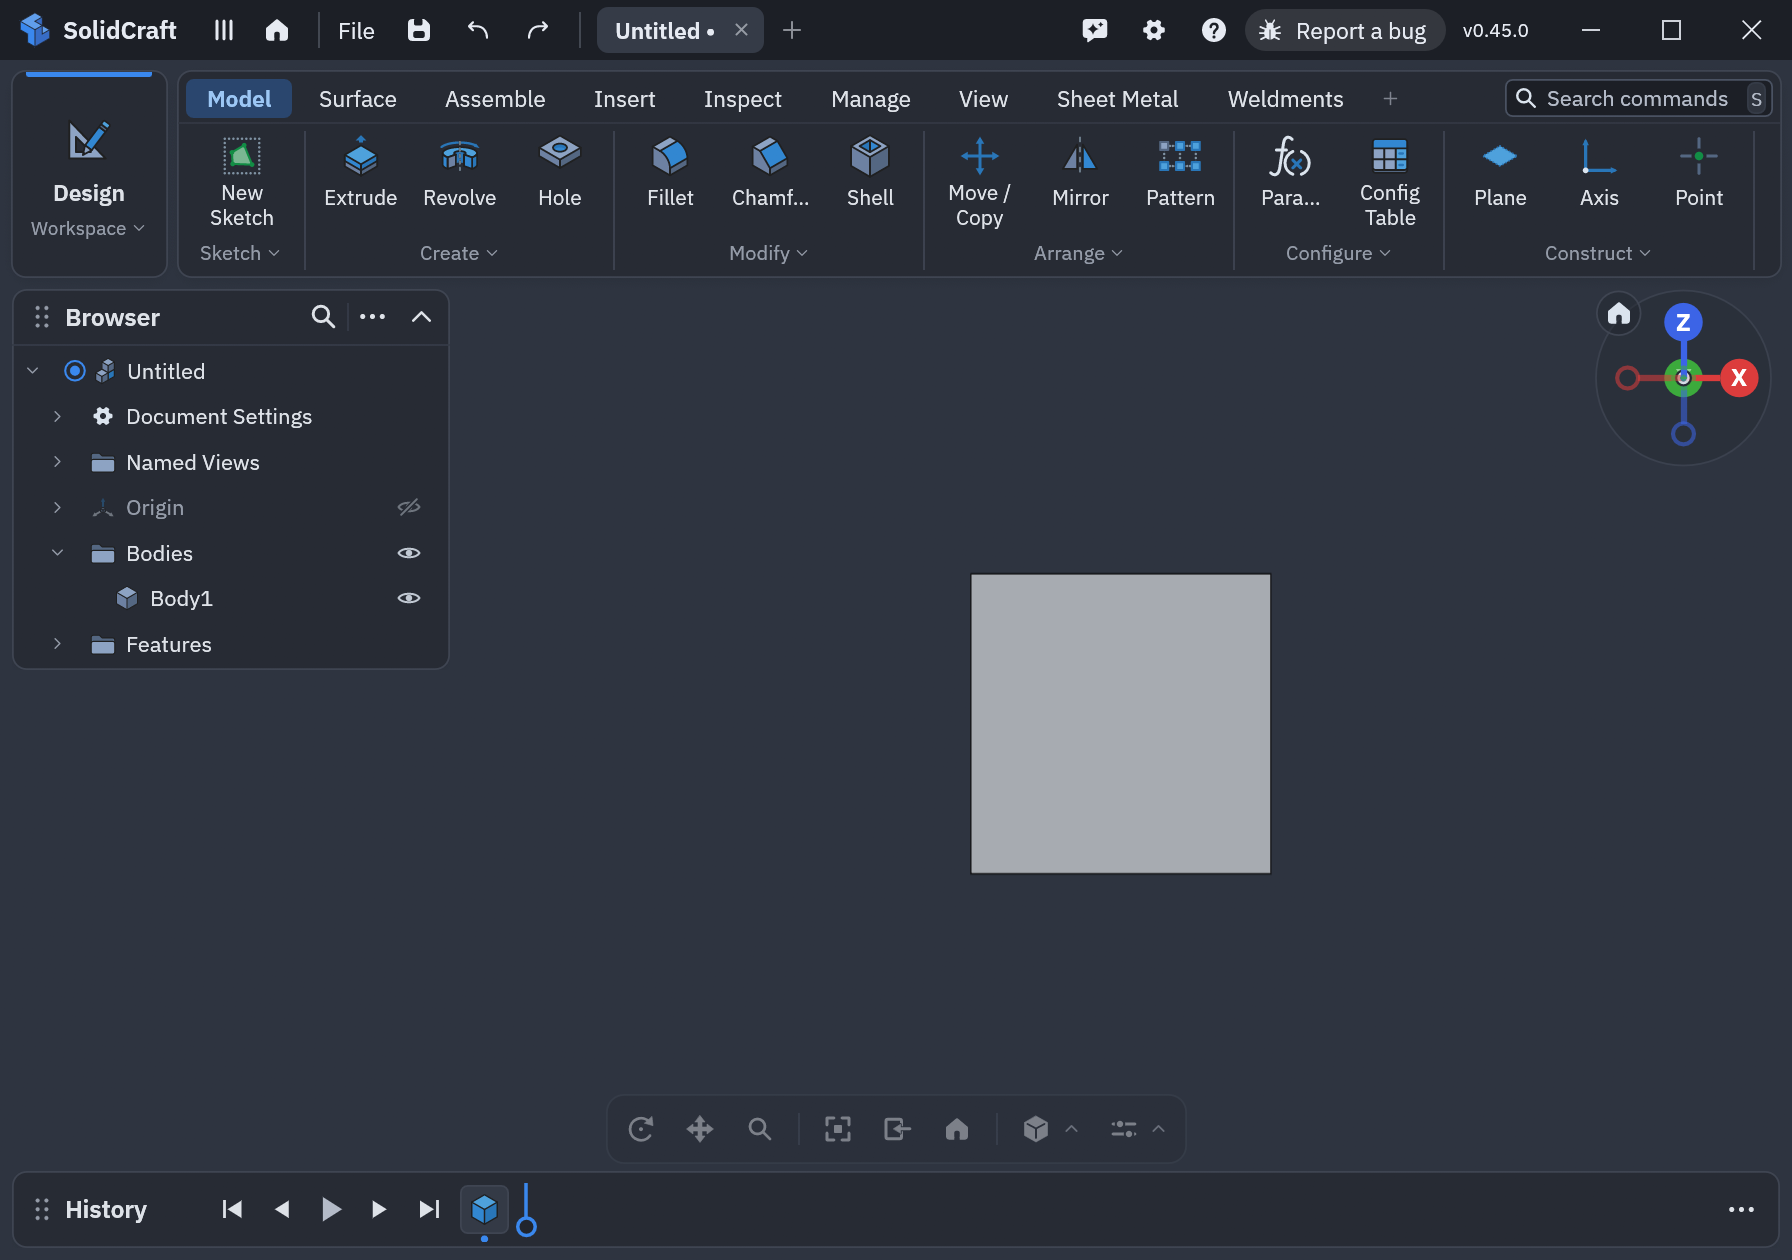 SolidCraft
File
Untitled •
Report a bug
v0.45.0
Design
Workspace
Model
Surface
Assemble
Insert
Inspect
Manage
View
Sheet Metal
Weldments
Search commands
S
New
Sketch
Extrude
Revolve
Hole
Fillet
Chamf...
Shell
Move /
Copy
Mirror
Pattern
Para...
Config
Table
Plane
Axis
Point
Sketch
Create
Modify
Arrange
Configure
Construct
Browser
Untitled
Document Settings
Named Views
Origin
Bodies
Body1
Features
Z
X
History